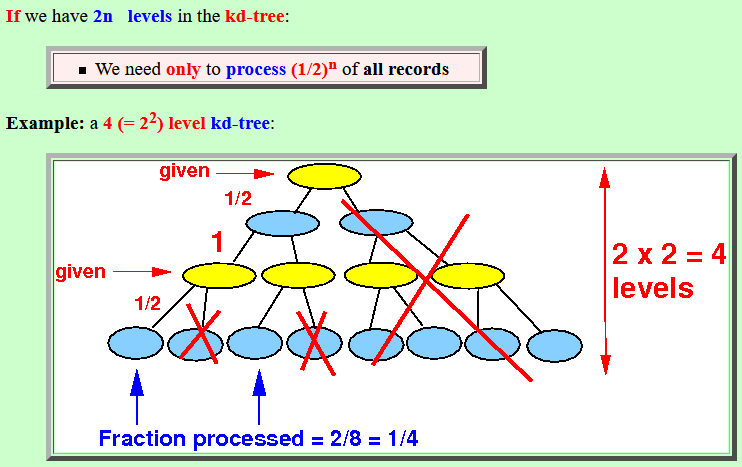 If we have 2n levels in the kd-tree:
We need only to process (1/2)ⁿ of all records
Example: a 4 (= 2²) level kd-tree:
given
1/2
1
given
1/2
2 x 2 = 4
levels
Fraction processed = 2/8 = 1/4